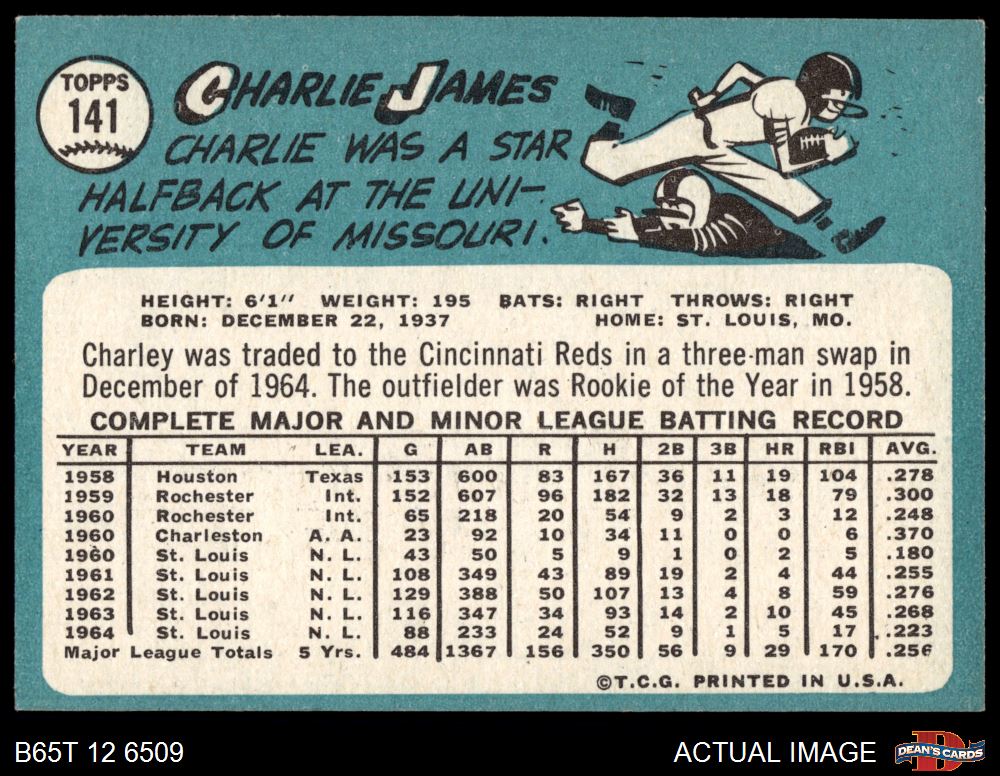 TOPPS
141
CHARLIE JAMES
CHARLIE WAS A STAR
HALFBACK AT THE UNI-
VERSITY OF MISSOURI.
HEIGHT: 6'1" WEIGHT: 195 BATS: RIGHT THROWS: RIGHT
BORN: DECEMBER 22, 1937 HOME: ST. LOUIS, MO.
Charley was traded to the Cincinnati Reds in a three-man swap in
December of 1964. The outfielder was Rookie of the Year in 1958.
COMPLETE MAJOR AND MINOR LEAGUE BATTING RECORD
YEAR TEAM LEA. G AB R H 2B 3B HR RBI AVG.
1958 Houston Texas 153 600 83 167 36 11 19 104 .278
1959 Rochester Int. 152 607 96 182 32 13 18 79 .300
1960 Rochester Int. 65 218 20 54 9 2 3 12 .248
1960 Charleston A. A. 23 92 10 34 11 0 0 6 .370
1960 St. Louis N. L. 43 50 5 9 1 0 2 5 .180
1961 St. Louis N. L. 108 349 43 89 19 2 4 44 .255
1962 St. Louis N. L. 129 388 50 107 13 4 8 59 .276
1963 St. Louis N. L. 116 347 34 93 14 2 10 45 .268
1964 St. Louis N. L. 88 233 24 52 9 1 5 17 .223
Major League Totals 5 Yrs. 484 1367 156 350 56 9 29 170 .256
©T.C.G. PRINTED IN U.S.A.
B65T 12 6509 ACTUAL IMAGE DEAN'S CARDS